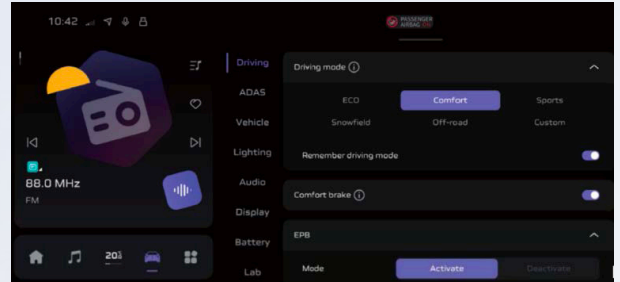 10:42
PASSENGER
AIRBAG
Driving
Driving mode
ADAS
ECO
Comfort
Sports
Vehicle
Snowfield
Off-road
Custom
Lighting
Remember driving mode
88.0 MHz
FM
Audio
Comfort brake
Display
Battery
EPB
Lab
Mode
Activate
Deactivate